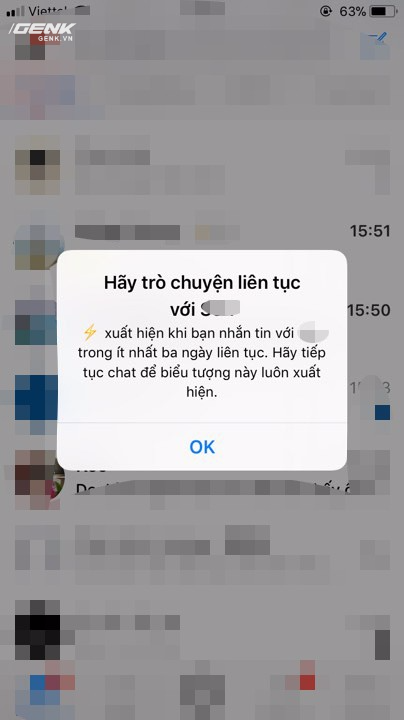 Viettel
63%
GENK
GENK.VN
15:51
Hãy trò chuyện liên tục
với
15:50
⚡ xuất hiện khi bạn nhắn tin với
trong ít nhất ba ngày liên tục. Hãy tiếp
tục chat để biểu tượng này luôn xuất
hiện.
OK